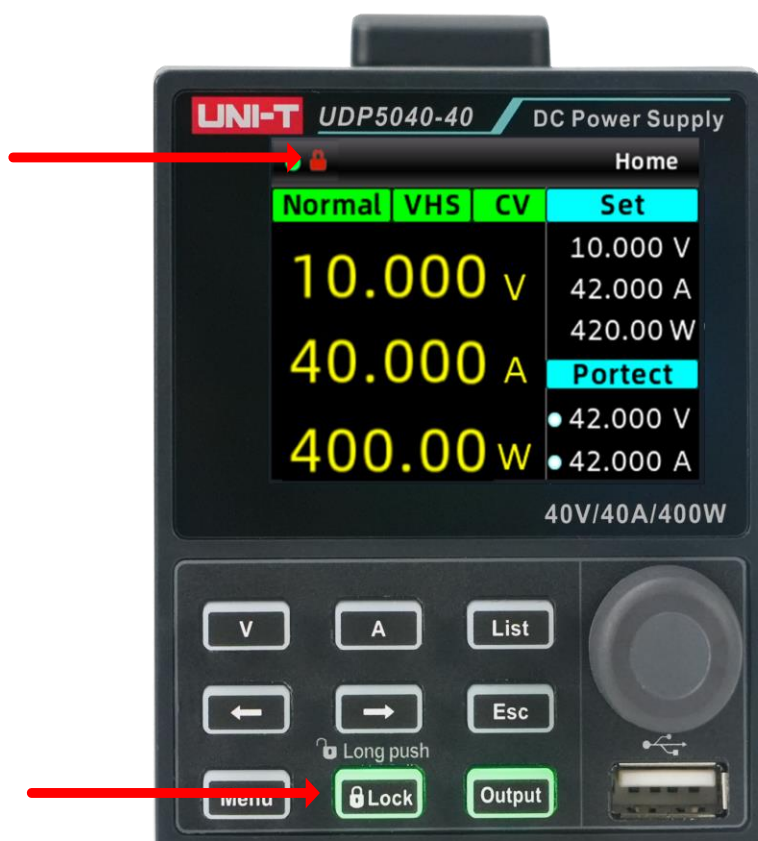 UNI-T UDP5040-40 DC Power Supply
Home
Normal VHS CV Set
10.000 V
10.000 V
42.000 A
420.00 W
40.000 A
Portect
42.000 V
400.00 W
42.000 A
40V/40A/400W
V A List
← → Esc
Long push
Menu Lock Output